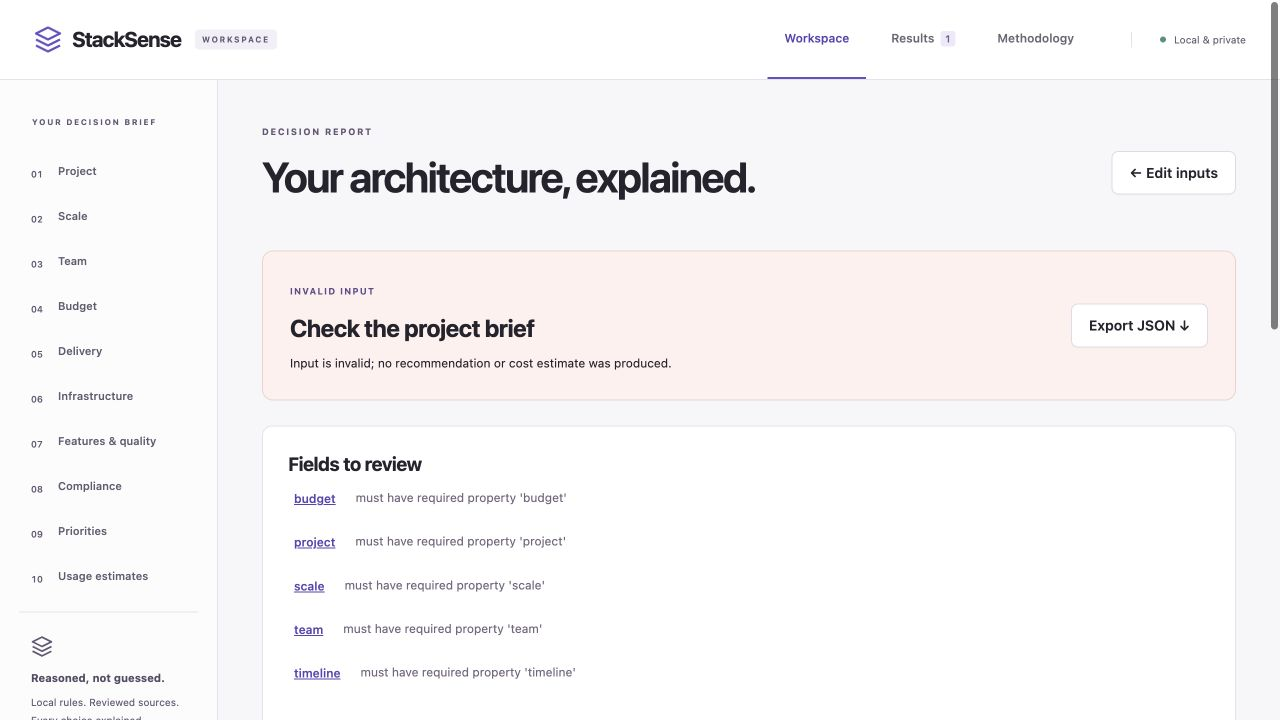 StackSense
WORKSPACE
Workspace
Results 1
Methodology
Local & private
YOUR DECISION BRIEF
01 Project
02 Scale
03 Team
04 Budget
05 Delivery
06 Infrastructure
07 Features & quality
08 Compliance
09 Priorities
10 Usage estimates
Reasoned, not guessed.
Local rules. Reviewed sources.
Every choice explained.
DECISION REPORT
Your architecture, explained.
← Edit inputs
INVALID INPUT
Check the project brief
Input is invalid; no recommendation or cost estimate was produced.
Export JSON ↓
Fields to review
budget must have required property 'budget'
project must have required property 'project'
scale must have required property 'scale'
team must have required property 'team'
timeline must have required property 'timeline'